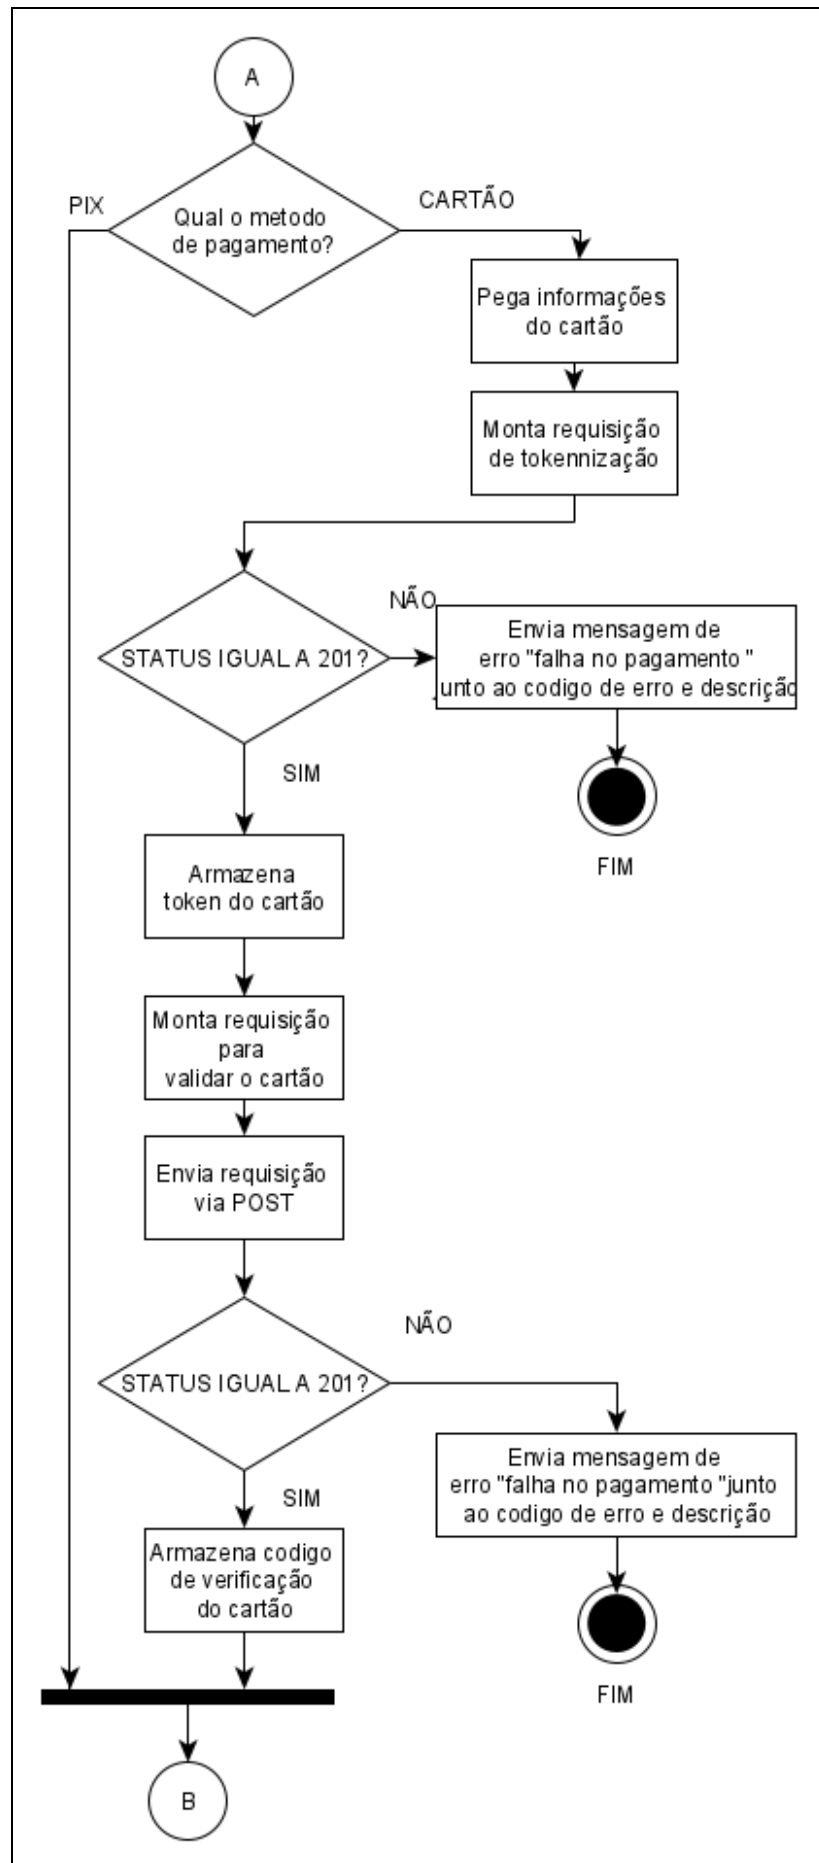 A
PIX
CARTÃO
Qual o metodo
de pagamento?
Pega informações
do cartão
Monta requisição
de tokennização
STATUS IGUAL A 201?
NÃO
Envia mensagem de
erro "falha no pagamento "
junto ao codigo de erro e descrição
SIM
FIM
Armazena
token do cartão
Monta requisição
para
validar o cartão
Envia requisição
via POST
STATUS IGUAL A 201?
NÃO
Envia mensagem de
erro "falha no pagamento "junto
ao codigo de erro e descrição
SIM
Armazena codigo
de verificação
do cartão
FIM
B